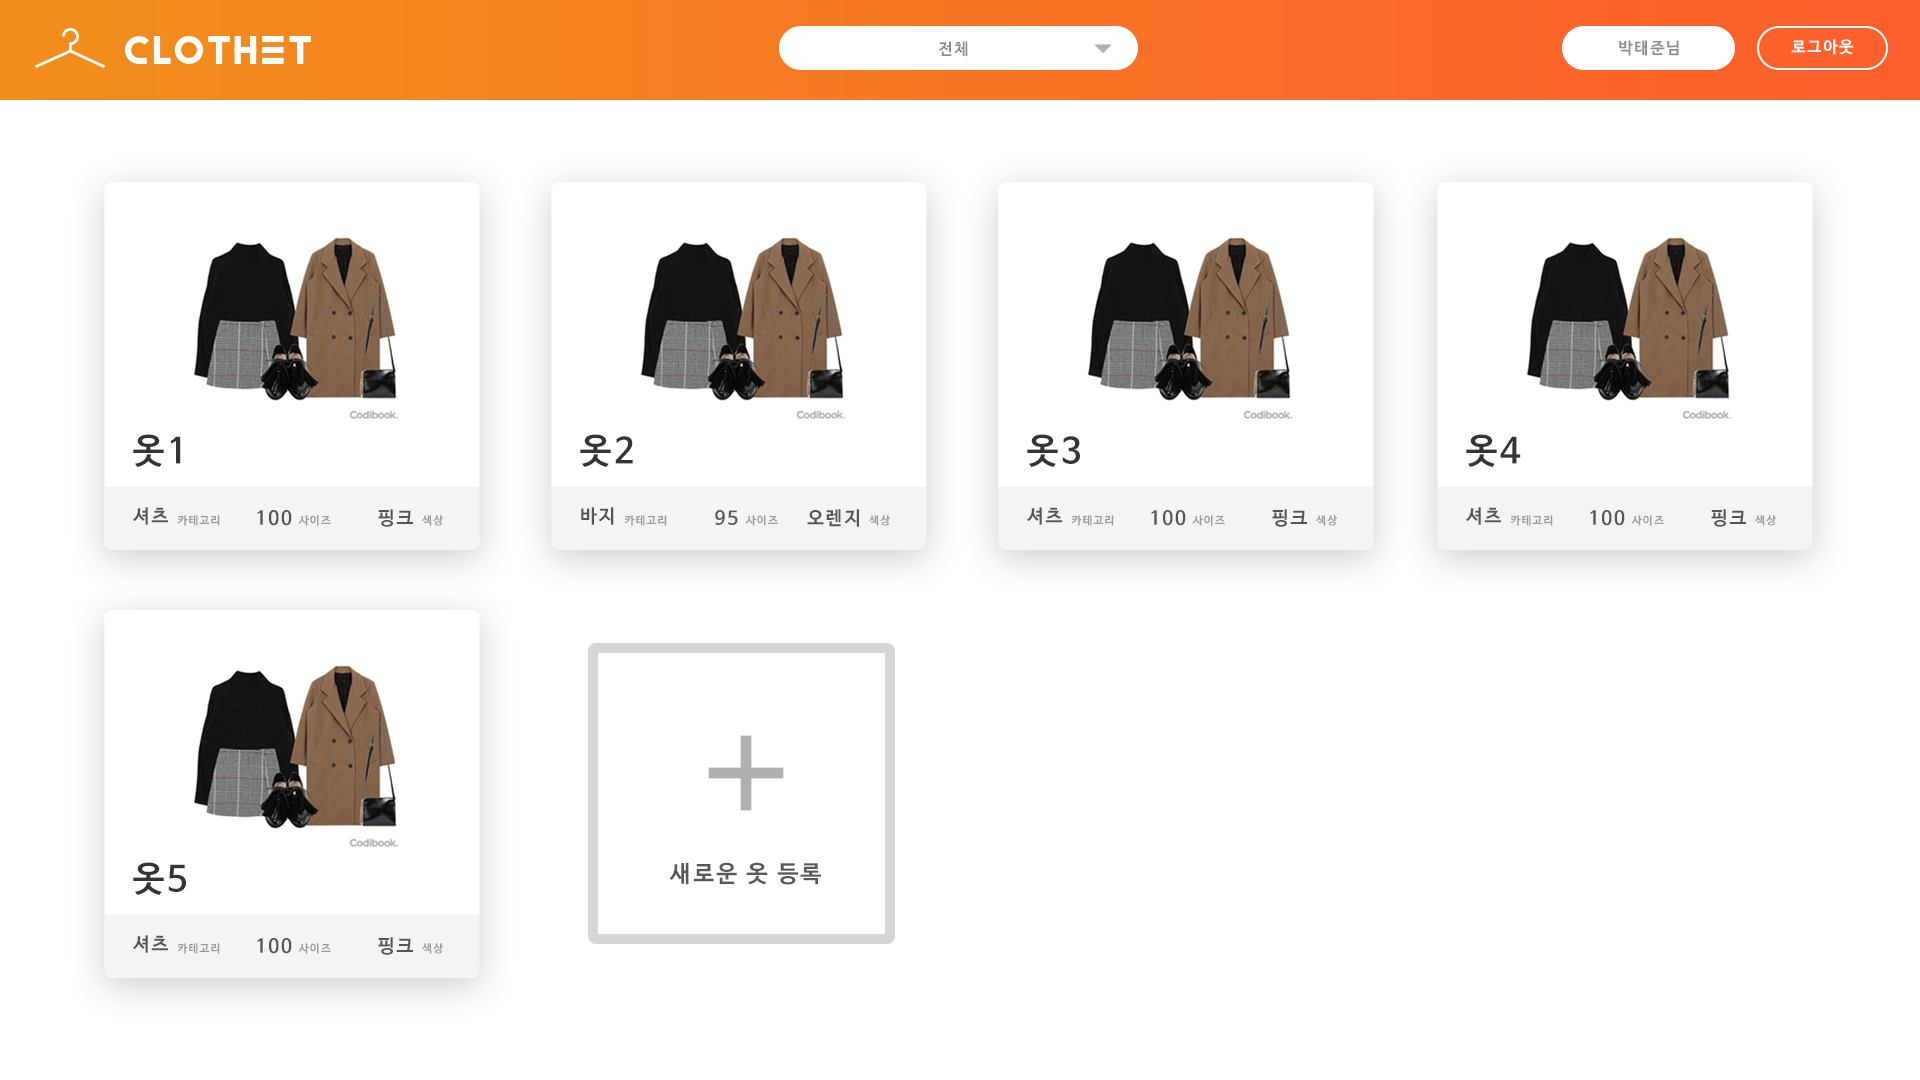 CLOTHET
전체
박태준님
로그아웃
Codibook.
옷1
셔츠 카테고리 100 사이즈 핑크 색상
Codibook.
옷2
바지 카테고리 95 사이즈 오렌지 색상
Codibook.
옷3
셔츠 카테고리 100 사이즈 핑크 색상
Codibook.
옷4
셔츠 카테고리 100 사이즈 핑크 색상
Codibook.
옷5
셔츠 카테고리 100 사이즈 핑크 색상
새로운 옷 등록